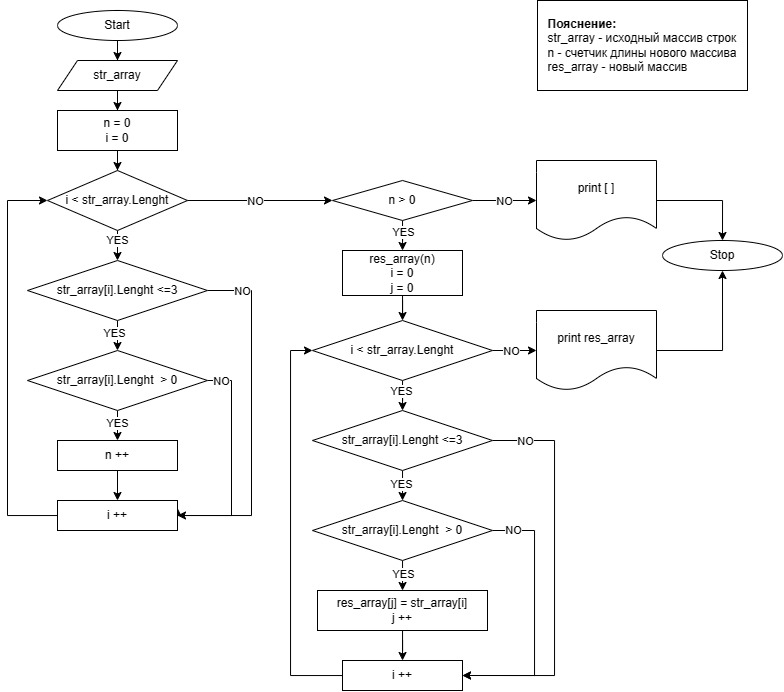 Start
str_array
n = 0
i = 0
i < str_array.Lenght
NO
YES
str_array[i].Lenght <=3
NO
YES
str_array[i].Lenght > 0
NO
YES
n ++
i ++
n > 0
NO
YES
res_array(n)
i = 0
j = 0
i < str_array.Lenght
NO
YES
str_array[i].Lenght <=3
NO
YES
str_array[i].Lenght > 0
NO
YES
res_array[j] = str_array[i]
j ++
i ++
print [ ]
print res_array
Stop
Пояснение:
str_array - исходный массив строк
n - счетчик длины нового массива
res_array - новый массив